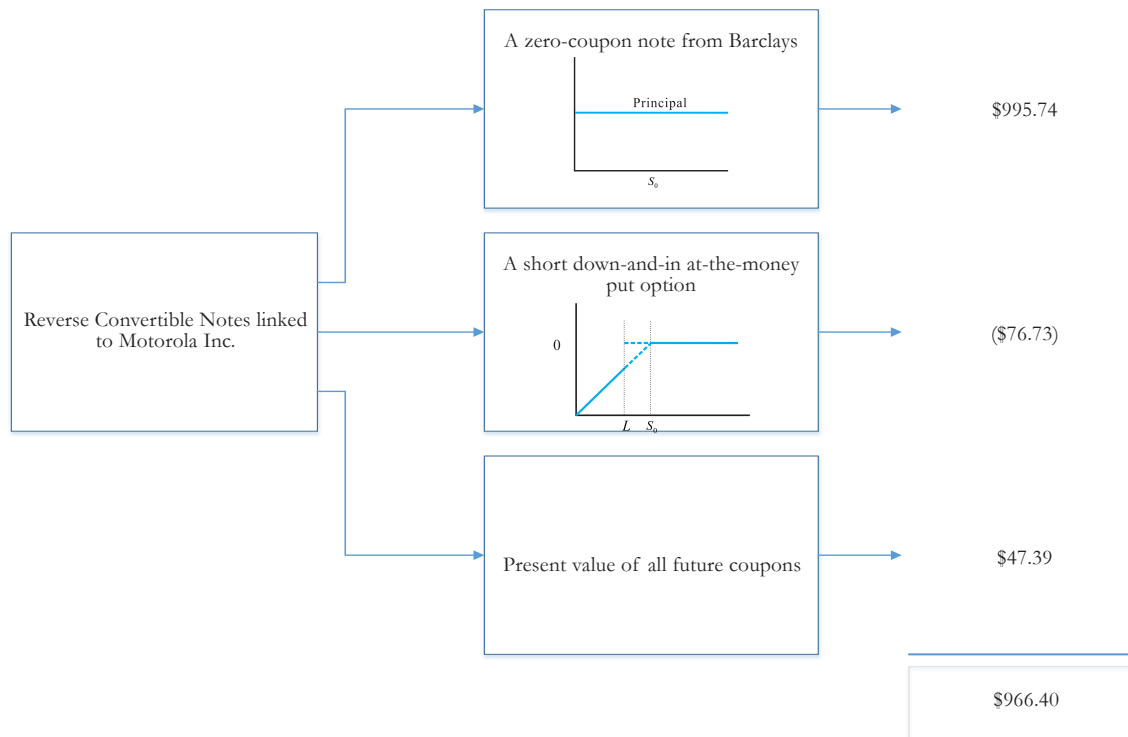 A zero-coupon note from Barclays
Principal
S₀
$995.74
Reverse Convertible Notes linked
to Motorola Inc.
A short down-and-in at-the-money
put option
0
L S₀
($76.73)
Present value of all future coupons
$47.39
$966.40